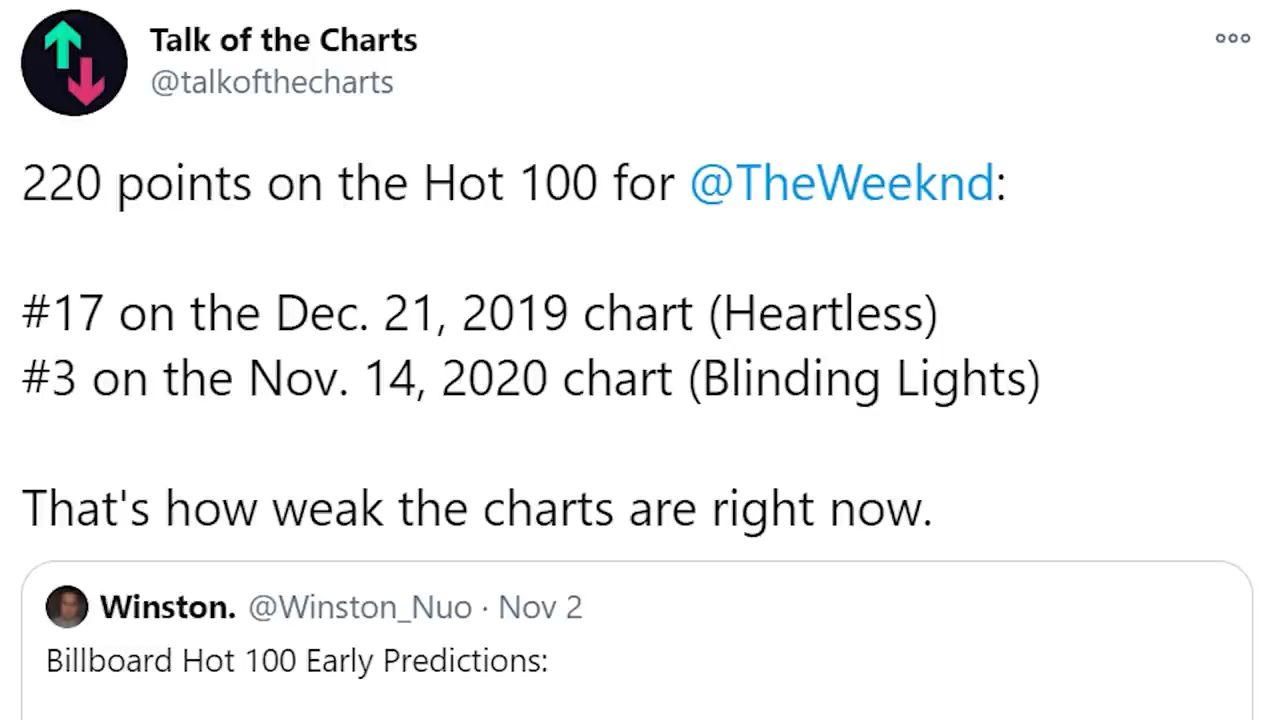 Talk of the Charts
@talkofthecharts
220 points on the Hot 100 for @TheWeeknd:
#17 on the Dec. 21, 2019 chart (Heartless)
#3 on the Nov. 14, 2020 chart (Blinding Lights)
That's how weak the charts are right now.
Winston. @Winston_Nuo · Nov 2
Billboard Hot 100 Early Predictions: